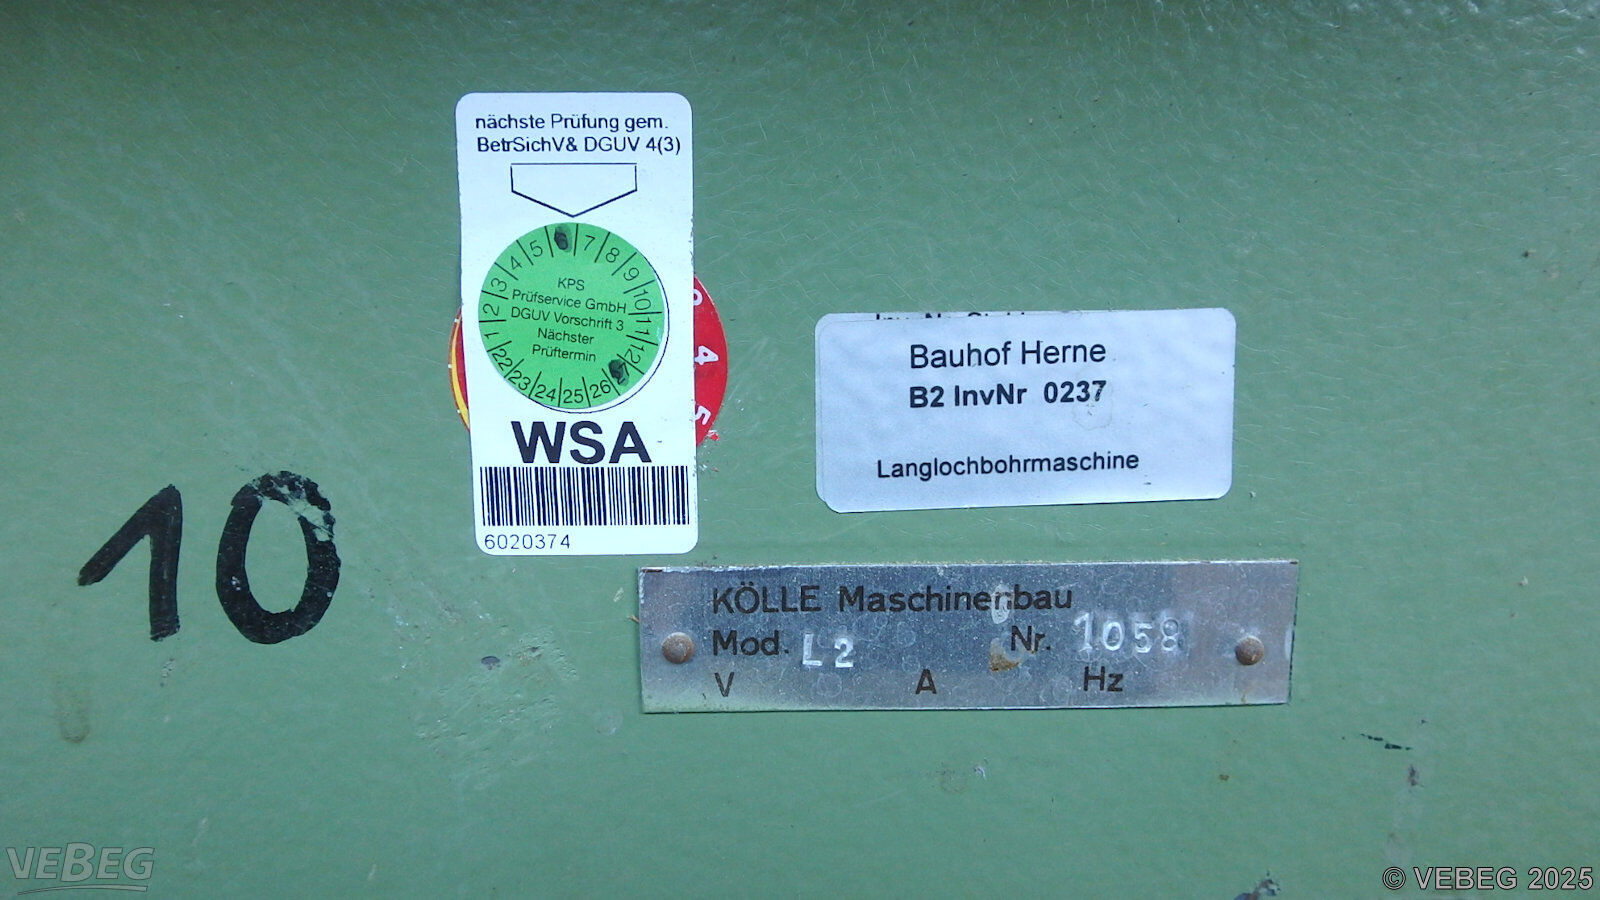 nächste Prüfung gem.
BetrSichV& DGUV 4(3)
1 2 3 4 5 7 8 9 10 11 12
KPS
Prüfservice GmbH
DGUV Vorschrift 3
Nächster
Prüftermin
22 23 24 25 26
WSA
6020374
4
5
Bauhof Herne
B2 InvNr 0237
Langlochbohrmaschine
10
KÖLLE Maschinenbau
Mod. L2 Nr. 1058
V A Hz
VEBEG
© VEBEG 2025